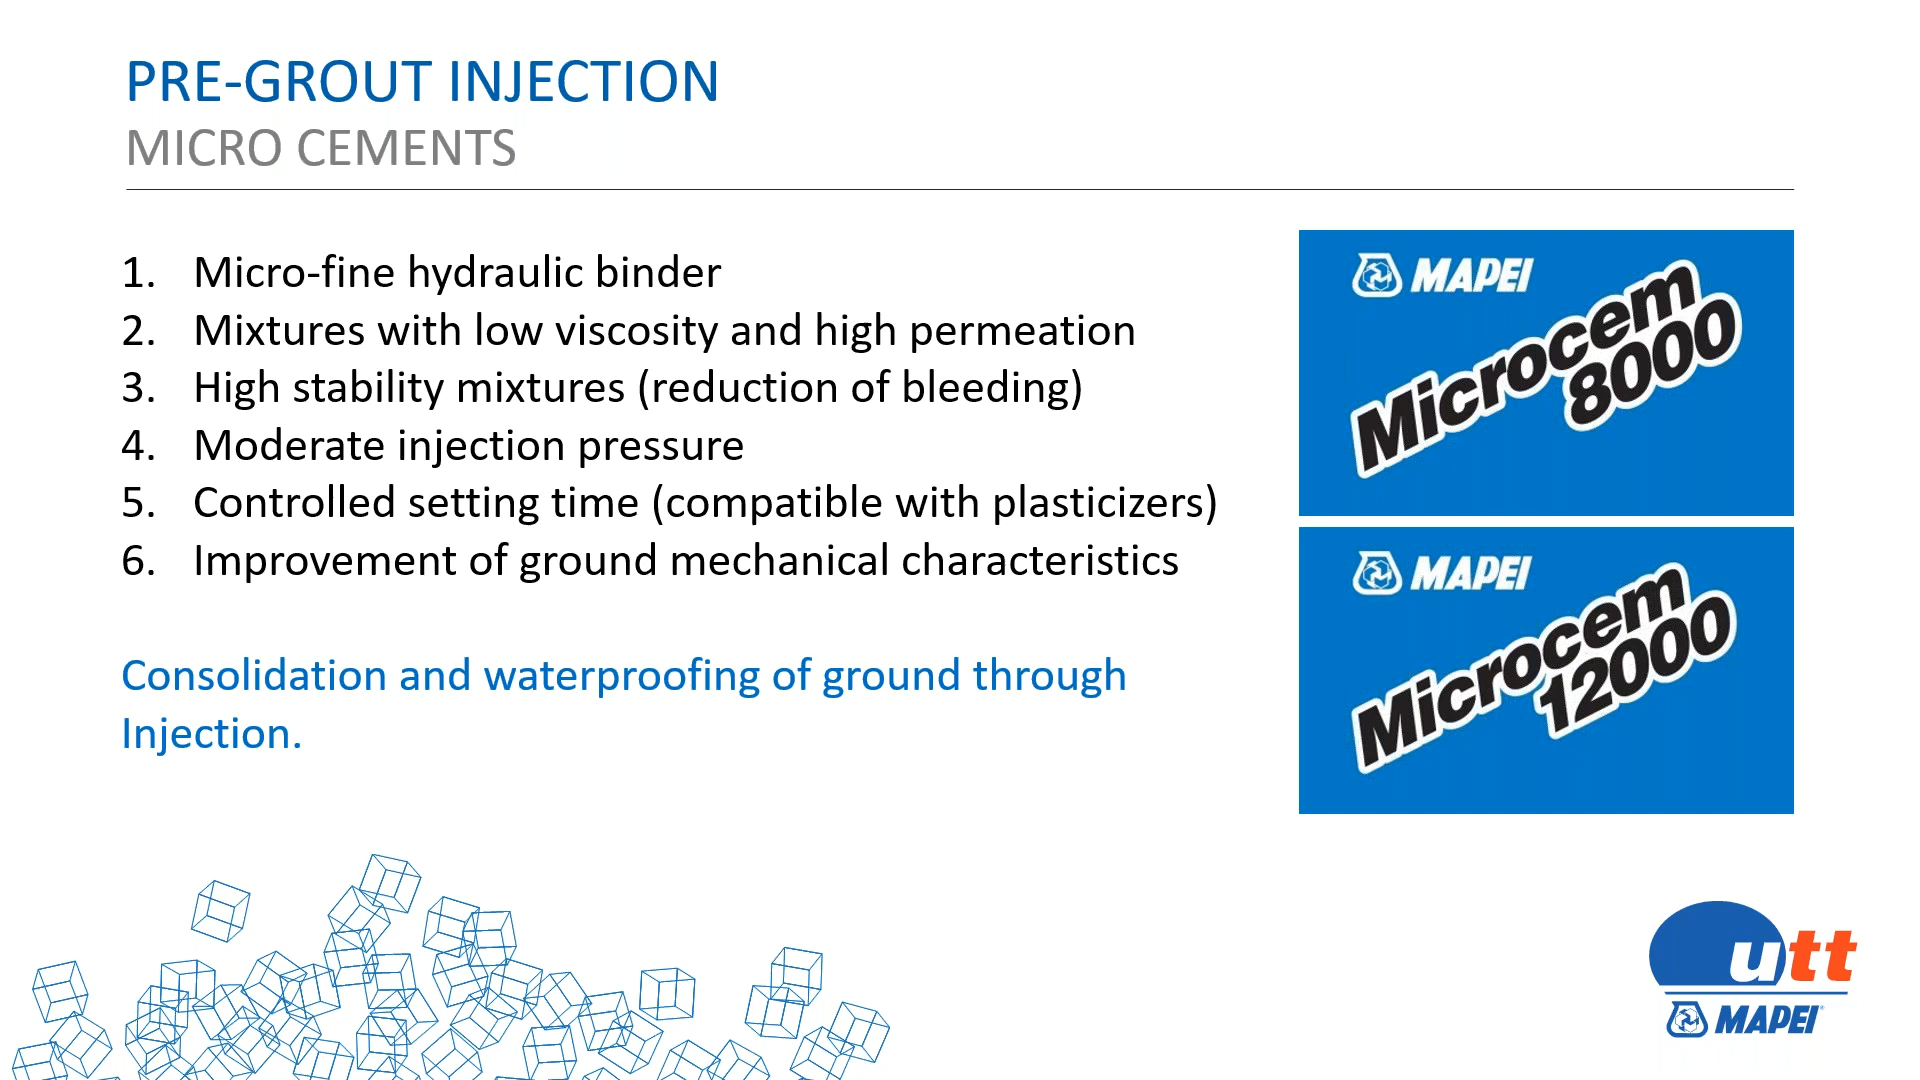 PRE-GROUT INJECTION
MICRO CEMENTS
1. Micro-fine hydraulic binder
2. Mixtures with low viscosity and high permeation
3. High stability mixtures (reduction of bleeding)
4. Moderate injection pressure
5. Controlled setting time (compatible with plasticizers)
6. Improvement of ground mechanical characteristics
Consolidation and waterproofing of ground through
Injection.
MAPEI
Microcem
8000
MAPEI
Microcem
12000
utt
MAPEI®